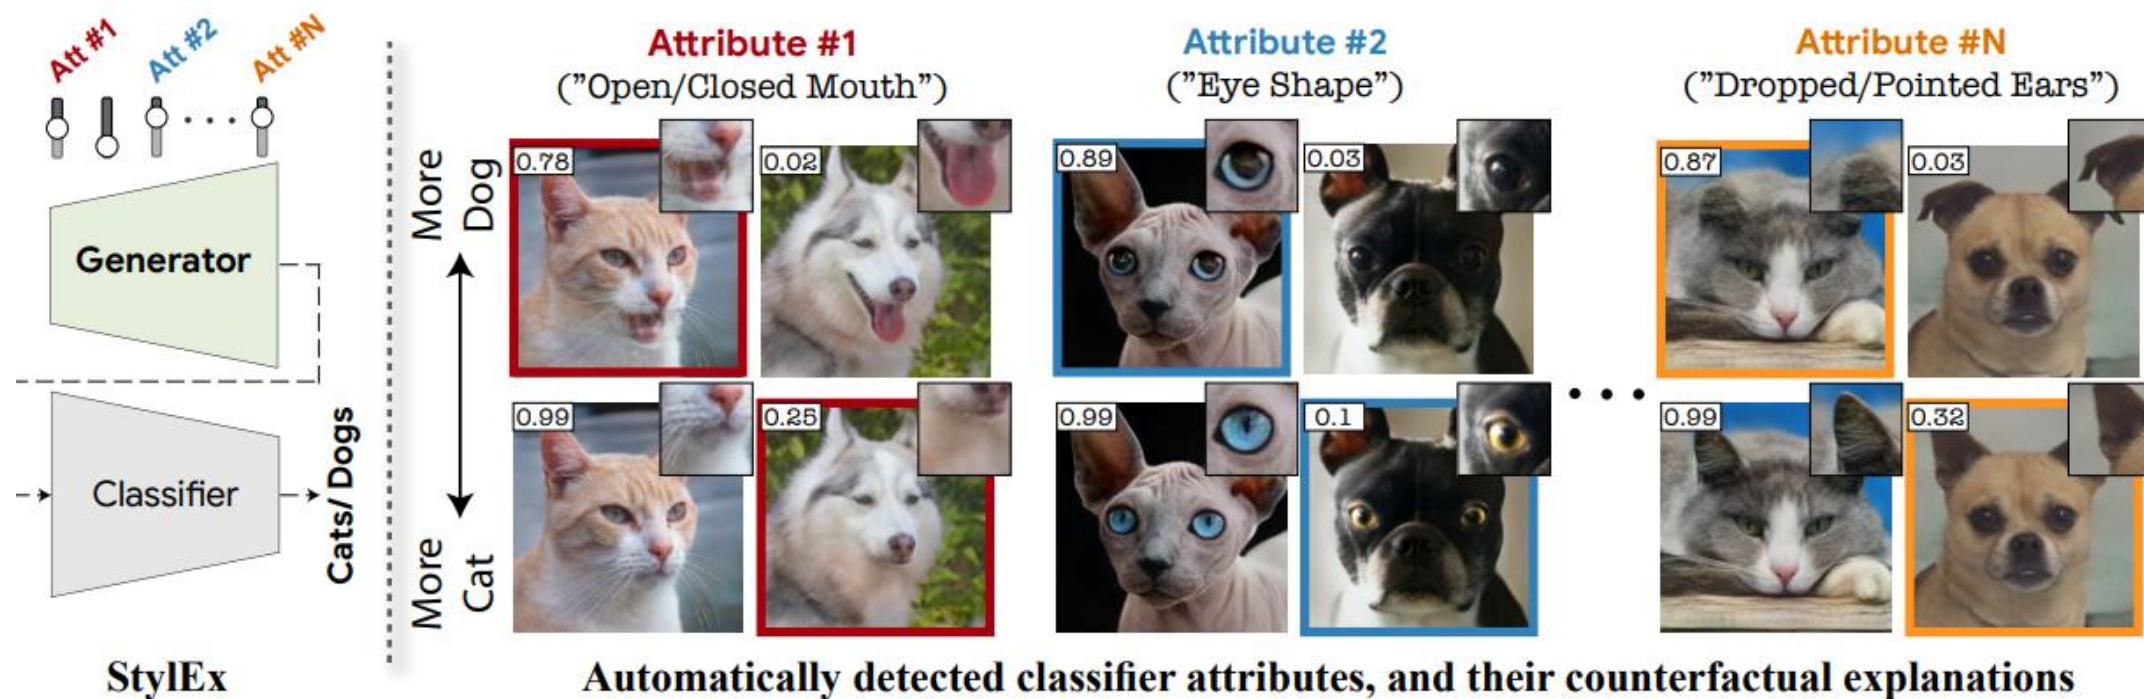 Att #1
Att #2
Att #N
Generator
Classifier
Cats/ Dogs
StylEx
More
Dog
More
Cat
Attribute #1
("Open/Closed Mouth")
0.78
0.02
0.99
0.25
Attribute #2
("Eye Shape")
0.89
0.03
0.99
0.1
Attribute #N
("Dropped/Pointed Ears")
0.87
0.03
0.99
0.32
Automatically detected classifier attributes, and their counterfactual explanations